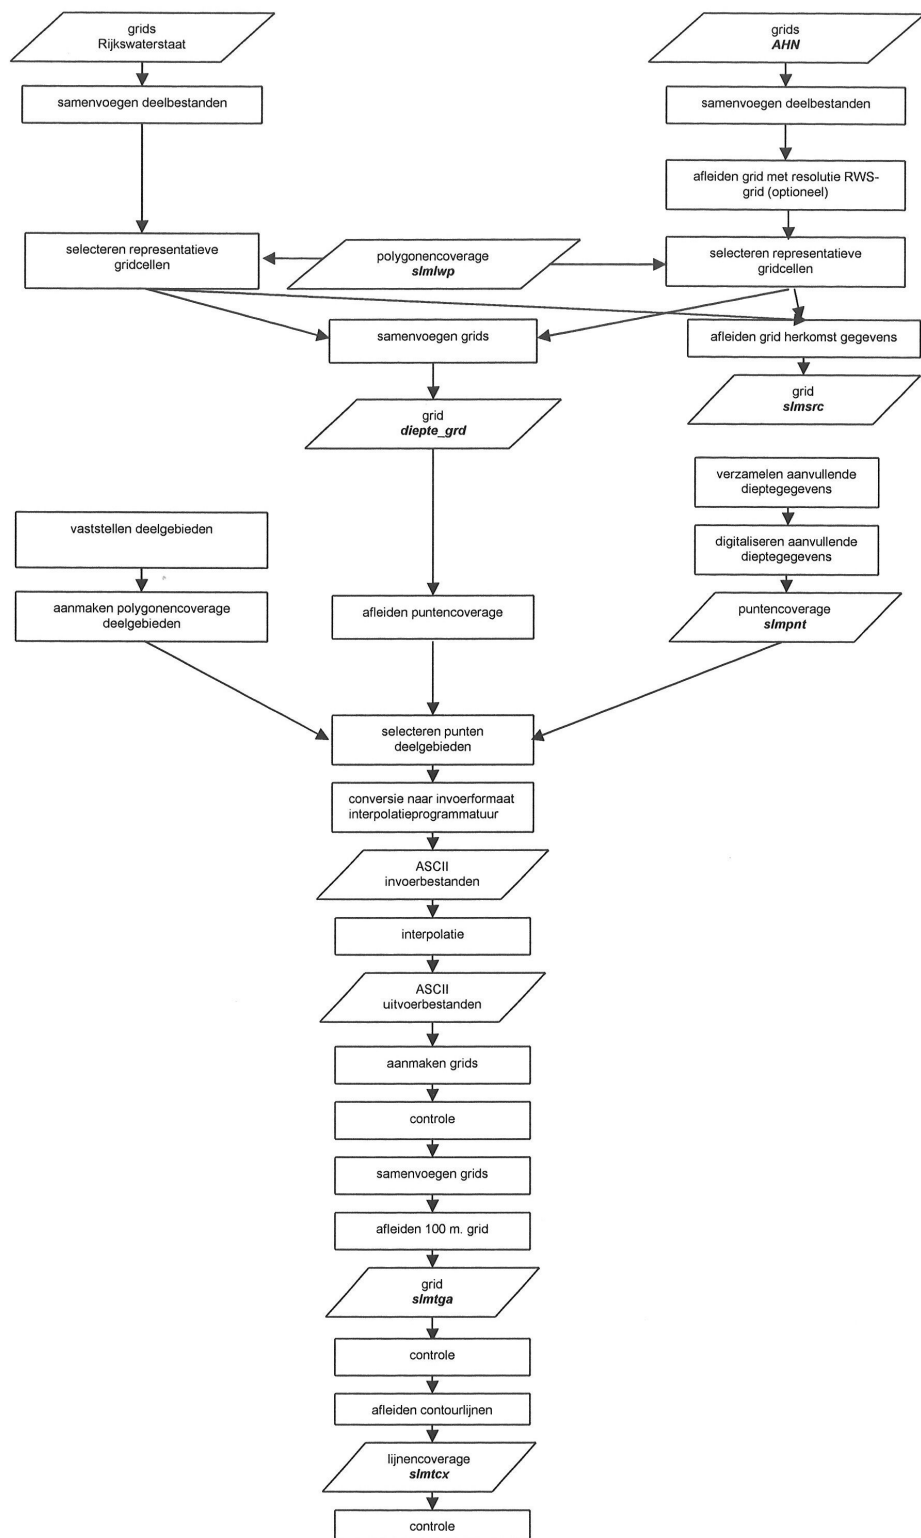 grids
Rijkswaterstaat
grids
AHN
samenvoegen deelbestanden
samenvoegen deelbestanden
afleiden grid met resolutie RWS-
grid (optioneel)
selecteren representatieve
gridcellen
polygonencoverage
slmlwp
selecteren representatieve
gridcellen
samenvoegen grids
afleiden grid herkomst gegevens
grid
diepte_grd
grid
slmsrc
verzamelen aanvullende
dieptegegevens
vaststellen deelgebieden
digitaliseren aanvullende
dieptegegevens
aanmaken polygonencoverage
deelgebieden
afleiden puntencoverage
puntencoverage
slmpnt
selecteren punten
deelgebieden
conversie naar invoerformaat
interpolatieprogrammatuur
ASCII
invoerbestanden
interpolatie
ASCII
uitvoerbestanden
aanmaken grids
controle
samenvoegen grids
afleiden 100 m. grid
grid
slmtga
controle
afleiden contourlijnen
lijnencoverage
slmtcx
controle